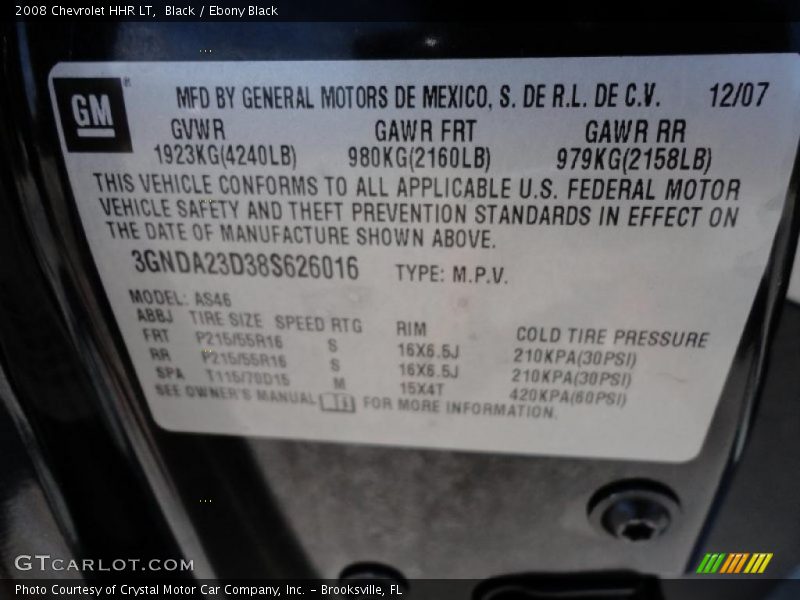 2008 Chevrolet HHR LT,  Black / Ebony Black
GM
®
MFD BY GENERAL MOTORS DE MEXICO, S. DE R.L. DE C.V. 12/07
GVWR GAWR FRT GAWR RR
1923KG(4240LB) 980KG(2160LB) 979KG(2158LB)
THIS VEHICLE CONFORMS TO ALL APPLICABLE U.S. FEDERAL MOTOR
VEHICLE SAFETY AND THEFT PREVENTION STANDARDS IN EFFECT ON
THE DATE OF MANUFACTURE SHOWN ABOVE.
3GNDA23D38S626016 TYPE: M.P.V.
MODEL: AS46
ABBJ TIRE SIZE SPEED RTG RIM COLD TIRE PRESSURE
FRT P215/55R16 S 16X6.5J 210KPA(30PSI)
RR P215/55R16 S 16X6.5J 210KPA(30PSI)
SPA T115/70D15 M 15X4T 420KPA(60PSI)
SEE OWNER'S MANUAL FOR MORE INFORMATION.
GTCARLOT.COM
Photo Courtesy of Crystal Motor Car Company, Inc. – Brooksville, FL